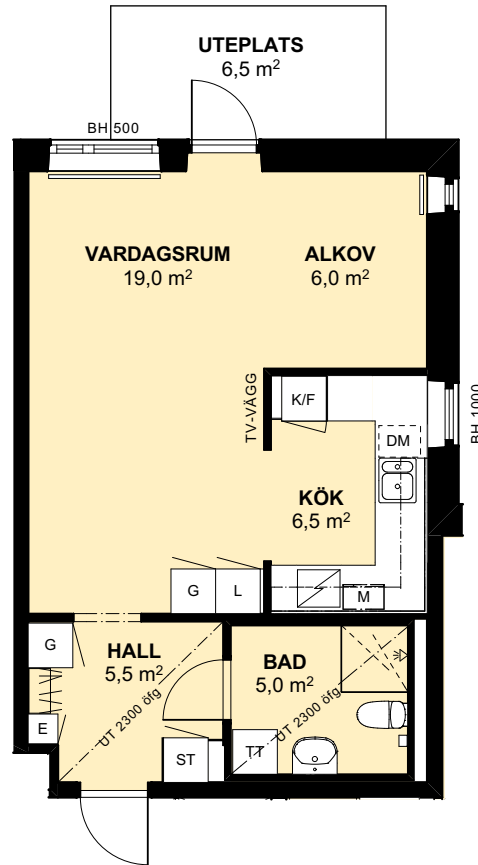 UTEPLATS
6,5 m²
BH 500
VARDAGSRUM
19,0 m²
ALKOV
6,0 m²
TV-VÄGG
K/F
DM
BH 1000
KÖK
6,5 m²
G
L
M
G
HALL
5,5 m²
BAD
5,0 m²
UT 2300 öfg
UT 2300 öfg
E
ST
TT